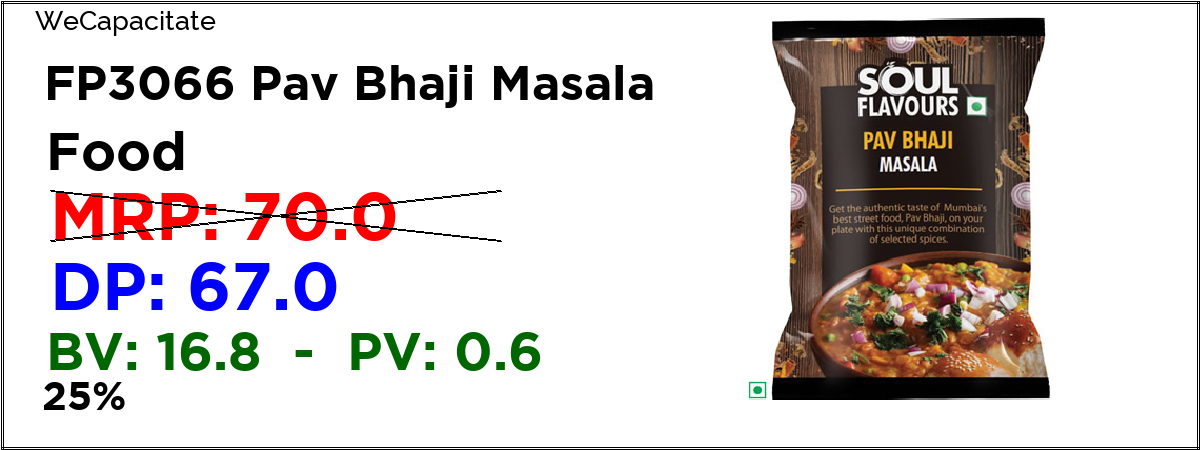 WeCapacitate
FP3066 Pav Bhaji Masala
Food
MRP: 70.0
DP: 67.0
BV: 16.8 - PV: 0.6
25%
SOUL
FLAVOURS
PAV BHAJI
MASALA
Get the authentic taste of Mumbai's
best street food, Pav Bhaji, on your
plate with this unique combination
of selected spices.